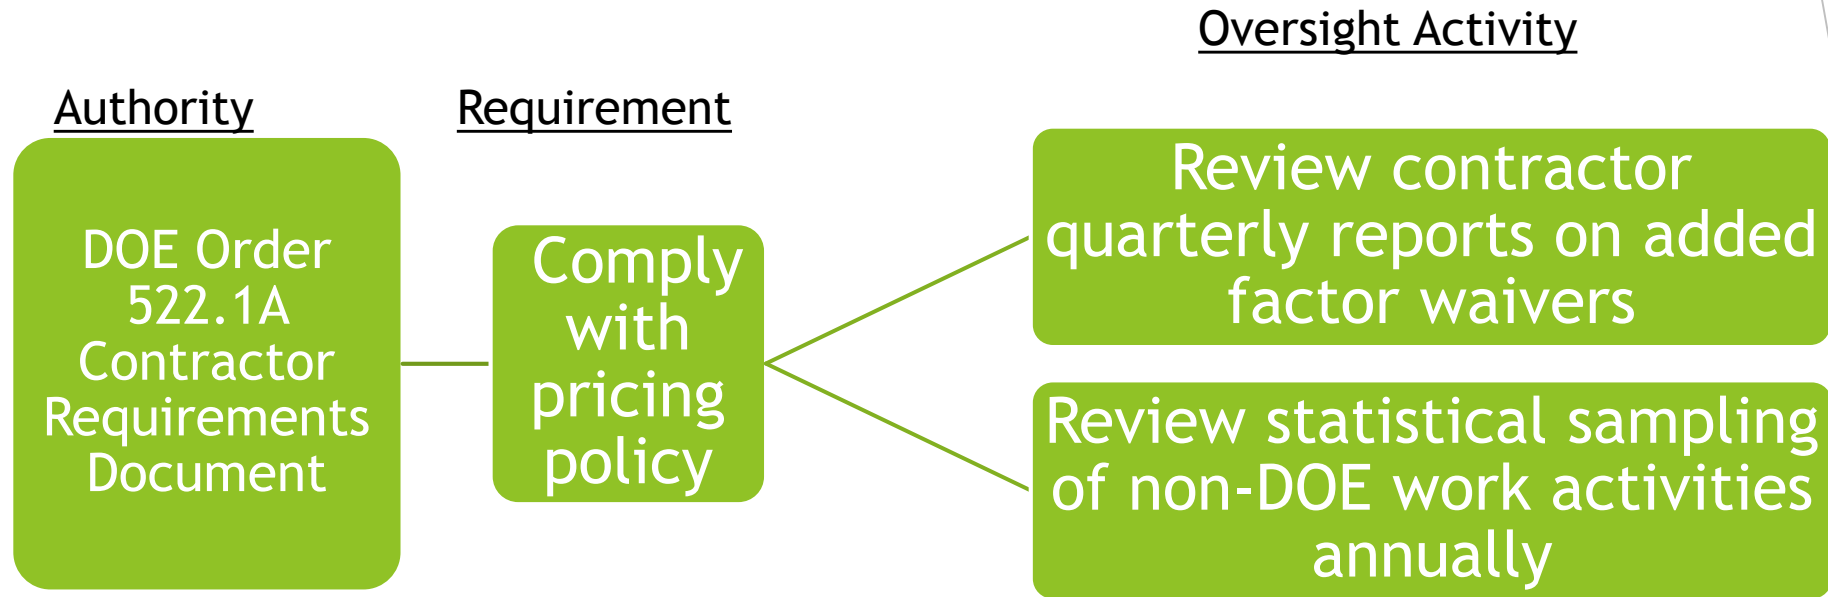 Oversight Activity
Authority
Requirement
DOE Order
522.1A
Contractor
Requirements
Document
Comply
with
pricing
policy
Review contractor
quarterly reports on added
factor waivers
Review statistical sampling
of non-DOE work activities
annually